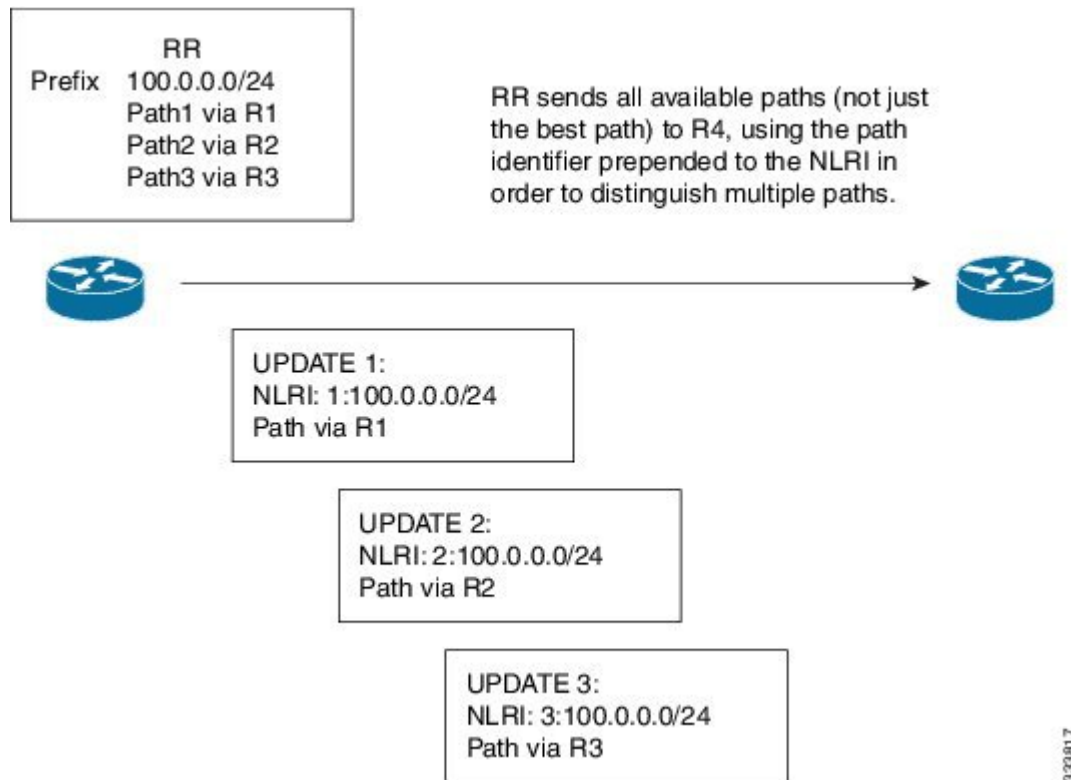 RR
Prefix 100.0.0.0/24
Path1 via R1
Path2 via R2
Path3 via R3
RR sends all available paths (not just
the best path) to R4, using the path
identifier prepended to the NLRI in
order to distinguish multiple paths.
UPDATE 1:
NLRI: 1:100.0.0.0/24
Path via R1
UPDATE 2:
NLRI: 2:100.0.0.0/24
Path via R2
UPDATE 3:
NLRI: 3:100.0.0.0/24
Path via R3